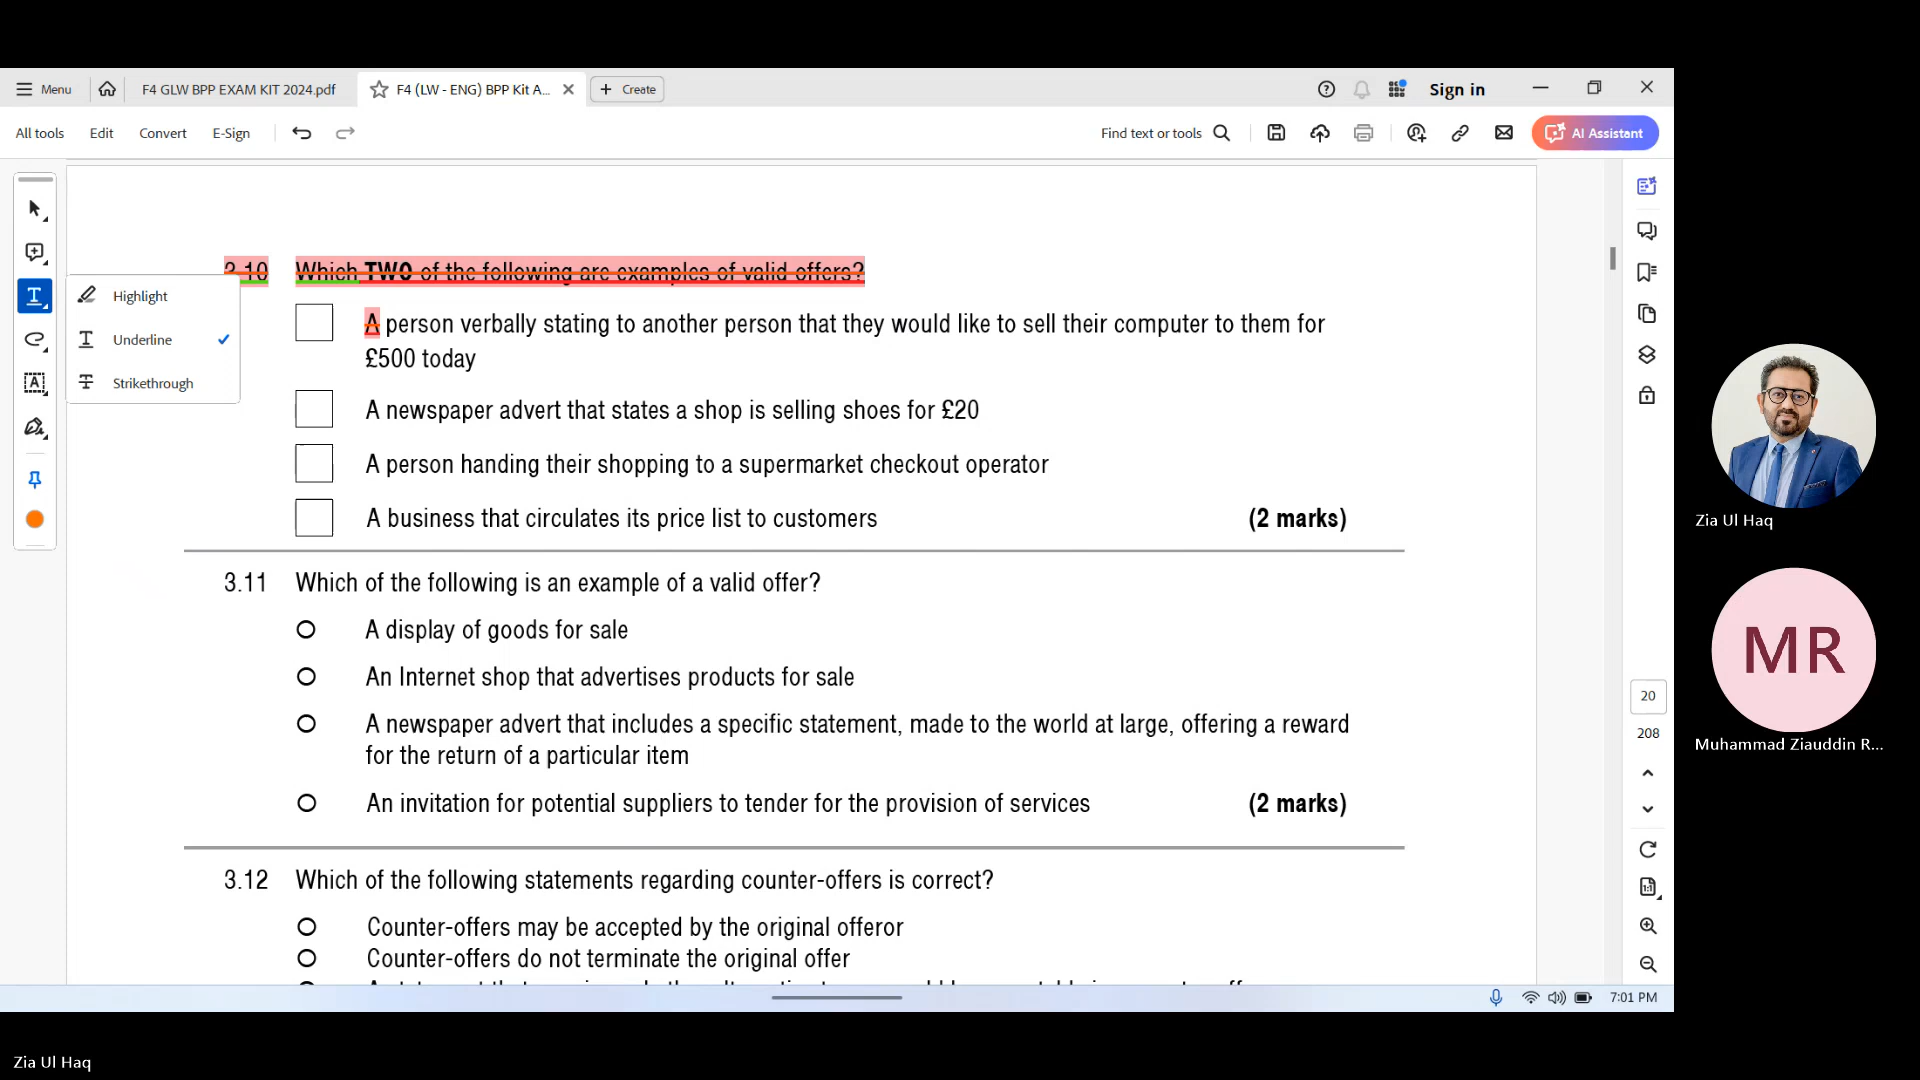 Menu
F4 GLW BPP EXAM KIT 2024.pdf
F4 (LW - ENG) BPP Kit A...
Create
Sign in
All tools
Edit
Convert
E-Sign
Find text or tools
AI Assistant
Highlight
Underline
Strikethrough
3.10 Which TWO of the following are examples of valid offers?
A person verbally stating to another person that they would like to sell their computer to them for
£500 today
A newspaper advert that states a shop is selling shoes for £20
A person handing their shopping to a supermarket checkout operator
A business that circulates its price list to customers (2 marks)
3.11 Which of the following is an example of a valid offer?
A display of goods for sale
An Internet shop that advertises products for sale
A newspaper advert that includes a specific statement, made to the world at large, offering a reward
for the return of a particular item
An invitation for potential suppliers to tender for the provision of services (2 marks)
3.12 Which of the following statements regarding counter-offers is correct?
Counter-offers may be accepted by the original offeror
Counter-offers do not terminate the original offer
20
208
7:01 PM
Zia Ul Haq
MR
Muhammad Ziauddin R...
Zia Ul Haq